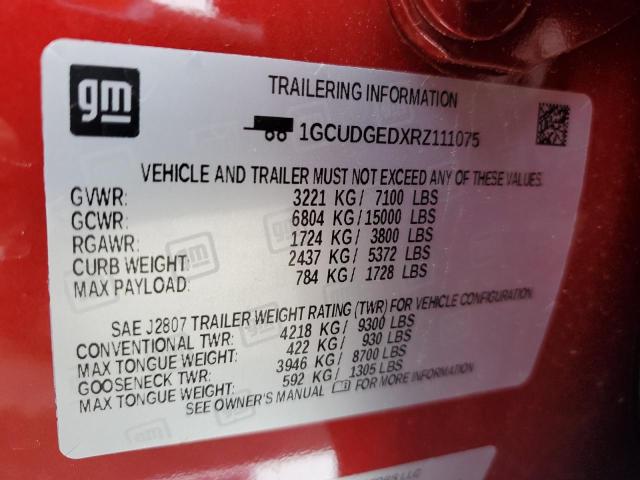 gm
TRAILERING INFORMATION
1GCUDGEDXRZ111075
VEHICLE AND TRAILER MUST NOT EXCEED ANY OF THESE VALUES.
GVWR: 3221 KG/ 7100 LBS
GCWR: 6804 KG/15000 LBS
RGAWR: 1724 KG/ 3800 LBS
CURB WEIGHT: 2437 KG/ 5372 LBS
MAX PAYLOAD: 784 KG/ 1728 LBS
SAE J2807 TRAILER WEIGHT RATING (TWR) FOR VEHICLE CONFIGURATION.
CONVENTIONAL TWR: 4218 KG/ 9300 LBS
MAX TONGUE WEIGHT: 422 KG/ 930 LBS
GOOSENECK TWR: 3946 KG/ 8700 LBS
MAX TONGUE WEIGHT: 592 KG/ 1305 LBS
SEE OWNER'S MANUAL FOR MORE INFORMATION
LLC